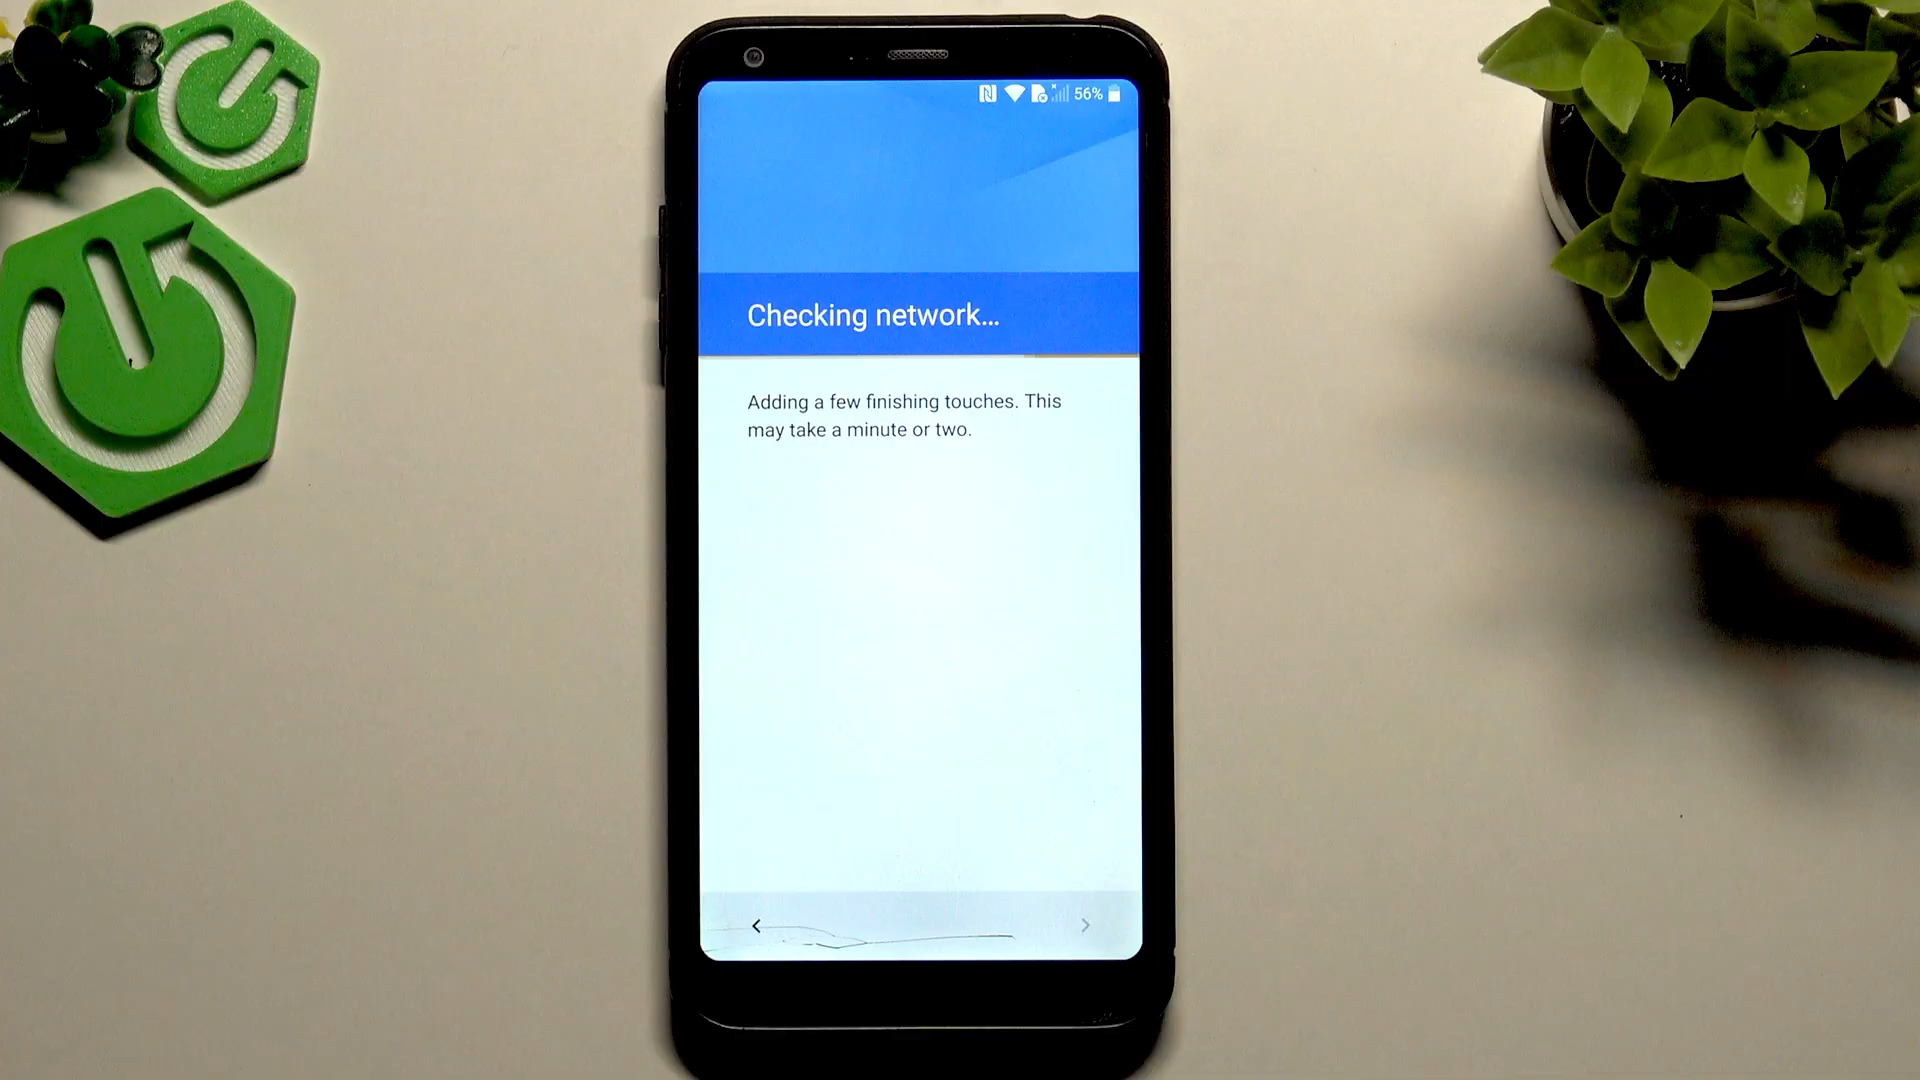 56%
Checking network...
Adding a few finishing touches. This
may take a minute or two.